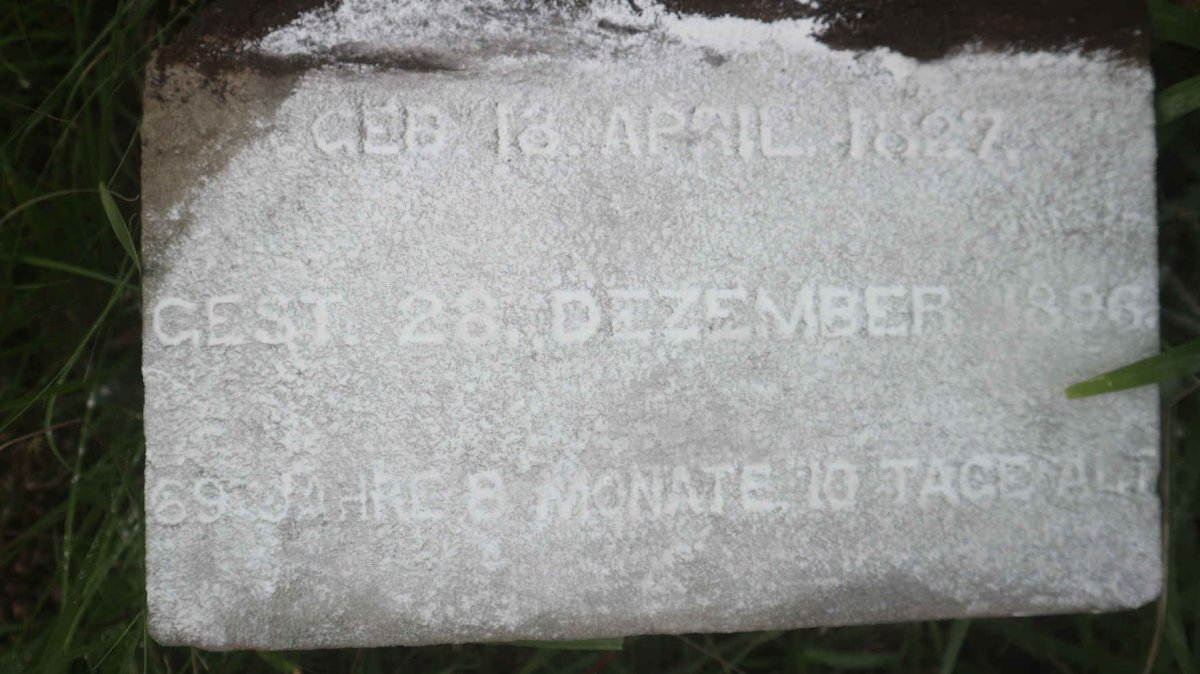 GEB 18. APRIL. 1827.
GEST. 28. DEZEMBER. 1896.
69. JAHRE 8 MONATE. 10 TAGE ALT